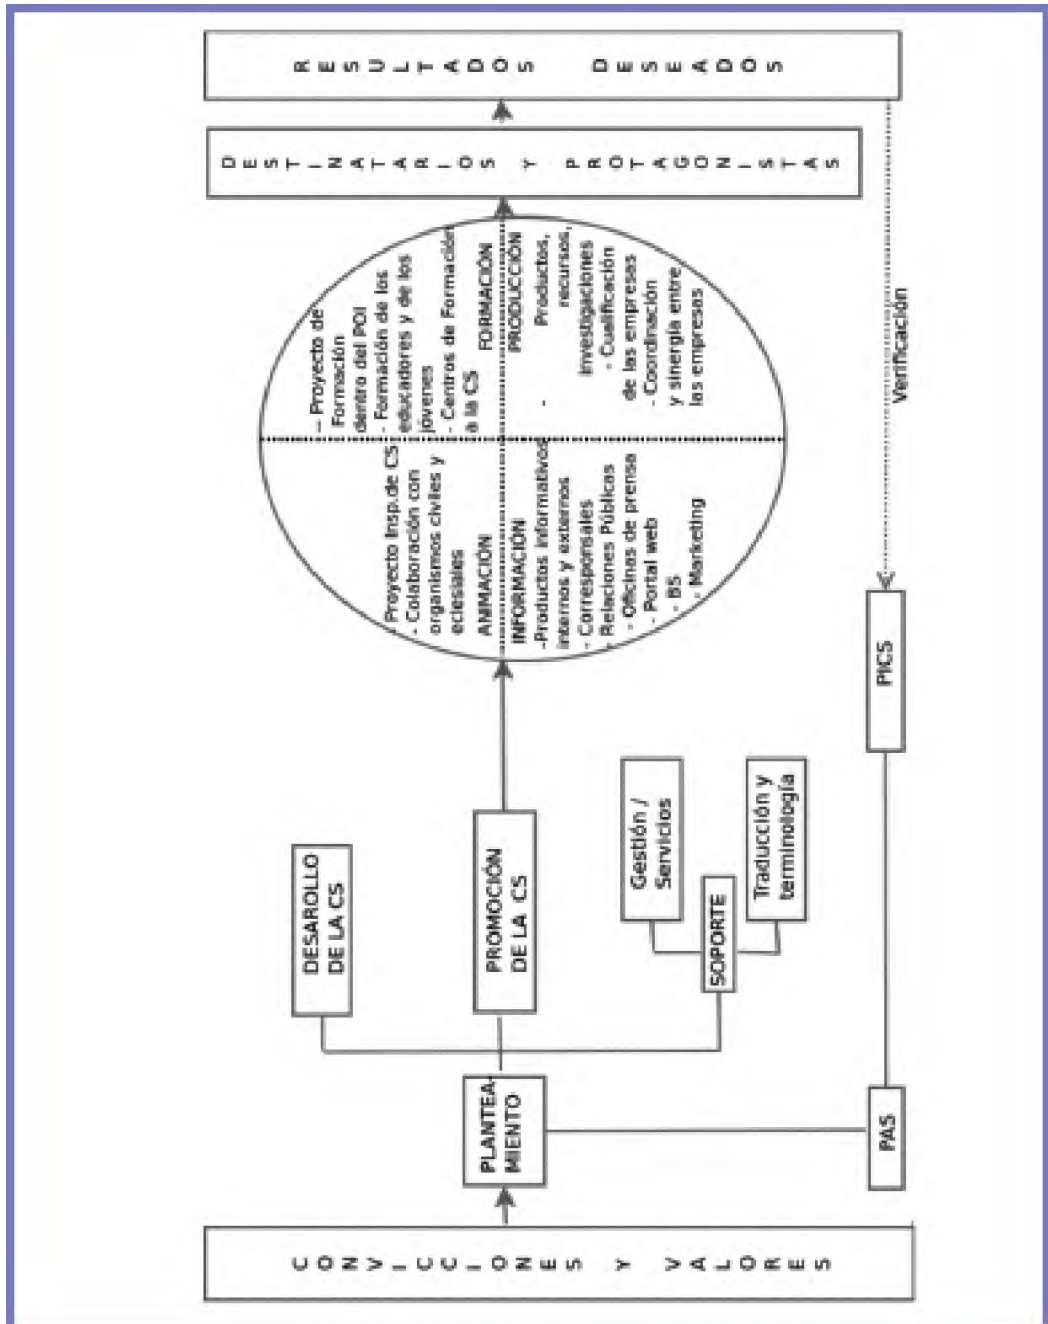 CONVICCIONES Y VALORES
PLANTEA-
MIENTO
DESAROLLO
DE LA CS
PROMOCIÓN
DE LA CS
SOPORTE
Gestión /
Servicios
Traducción y
terminología
PAS
PICS
Verificación
- Proyecto Insp.de CS
- Colaboración con
organismos civiles y
eclesiales
ANIMACIÓN
- Proyecto de
Formación
dentro del POI
- Formación de los
educadores y de los
jóvenes
- Centros de Formación
a la CS
FORMACIÓN
INFORMACIÓN
-Productos informativos
internos y externos
- Corresponsales
- Relaciones Públicas
- Oficinas de prensa
- Portal web
- BS
- Marketing
PRODUCCIÓN
- Productos,
recursos,
investigaciones
- Cualificación
de las empresas
- Coordinación
y sinergía entre
las empresas
DESTINATARIOS Y PROTAGONISTAS
RESULTADOS DESEADOS